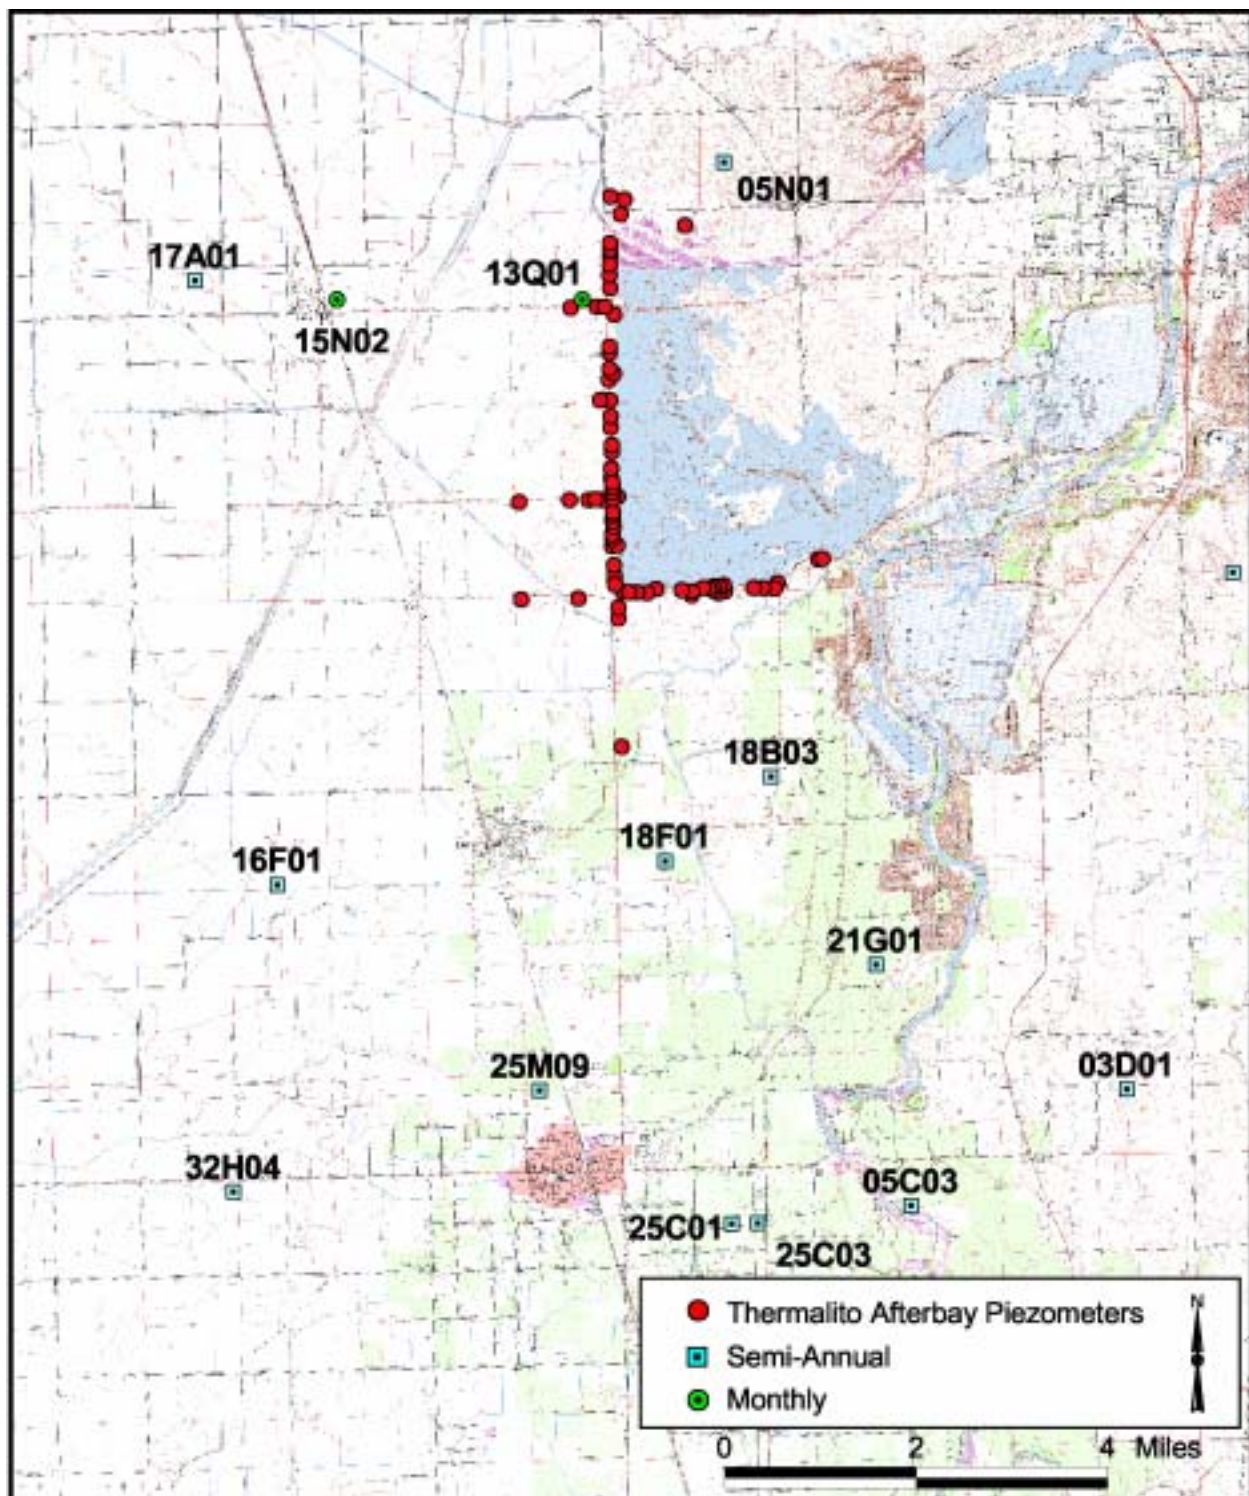 05N01
17A01
13Q01
15N02
18B03
18F01
16F01
21G01
25M09
03D01
32H04
05C03
25C01
25C03
N
Thermalito Afterbay Piezometers
Semi-Annual
Monthly
0 2 4 Miles